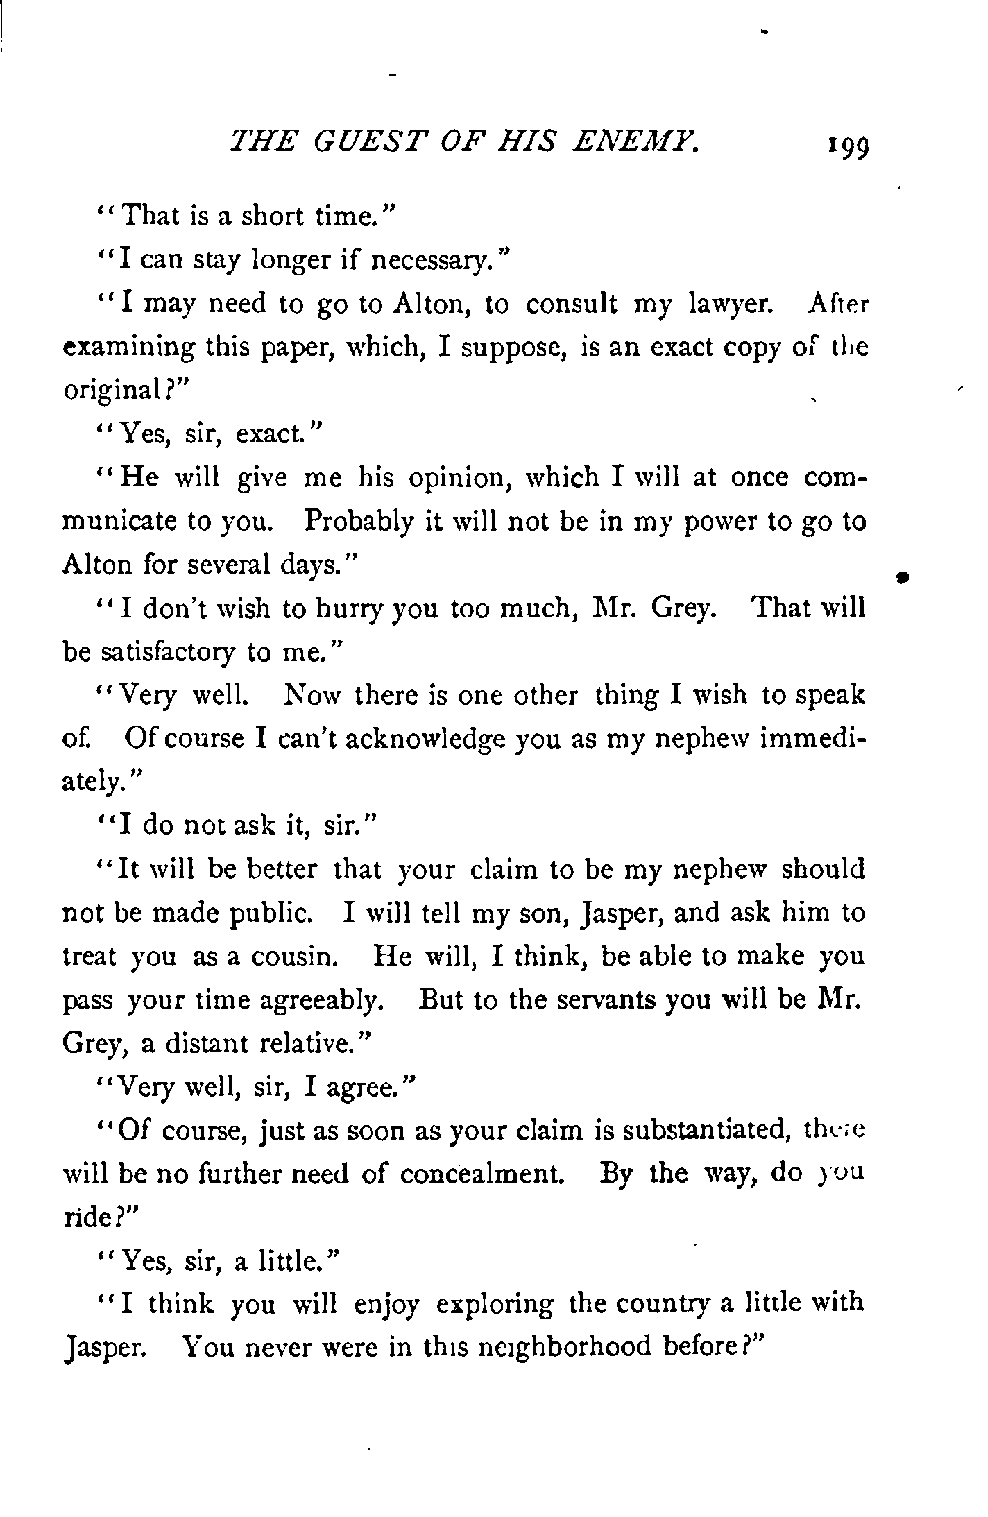 THE GUEST OF HIS ENEMY. 199
"That is a short time."
"I can stay longer if necessary."
"I may need to go to Alton, to consult my lawyer. After
examining this paper, which, I suppose, is an exact copy of the
original?"
"Yes, sir, exact."
"He will give me his opinion, which I will at once com-
municate to you. Probably it will not be in my power to go to
Alton for several days."
"I don't wish to hurry you too much, Mr. Grey. That will
be satisfactory to me."
"Very well. Now there is one other thing I wish to speak
of. Of course I can't acknowledge you as my nephew immedi-
ately."
"I do not ask it, sir."
"It will be better that your claim to be my nephew should
not be made public. I will tell my son, Jasper, and ask him to
treat you as a cousin. He will, I think, be able to make you
pass your time agreeably. But to the servants you will be Mr.
Grey, a distant relative."
"Very well, sir, I agree."
"Of course, just as soon as your claim is substantiated, there
will be no further need of concealment. By the way, do you
ride?"
"Yes, sir, a little."
"I think you will enjoy exploring the country a little with
Jasper. You never were in this neighborhood before?"